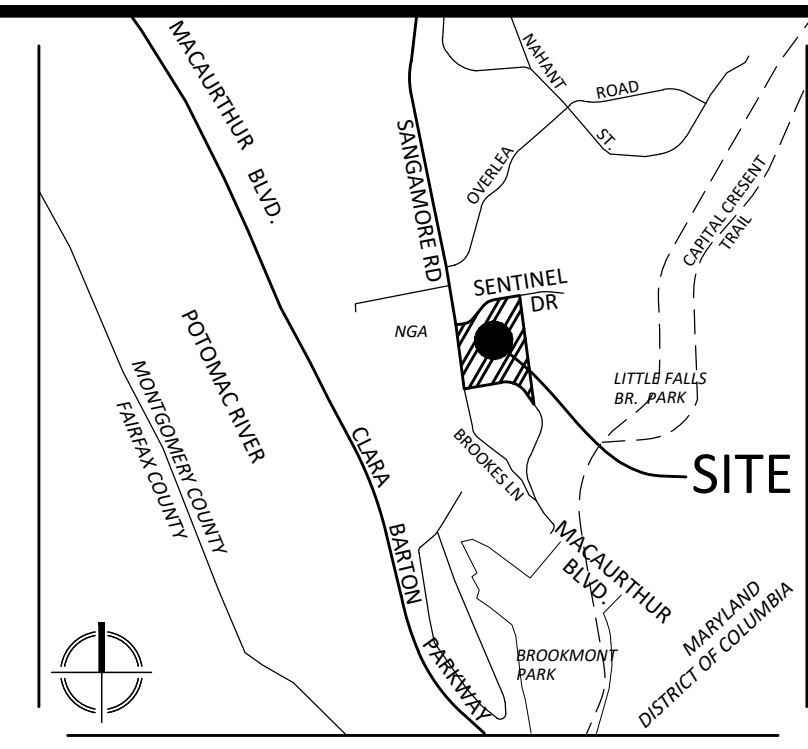 MACAURTHUR BLVD.
NAHANT ST.
OVERLEA ROAD
SANGAMORE RD
CAPITAL CRESENT
TRAIL
SENTINEL
DR
NGA
POTOMAC RIVER
LITTLE FALLS
BR. PARK
MONTGOMERY COUNTY
FAIRFAX COUNTY
BROOKES LN
SITE
CLARA BARTON PARKWAY
MACAURTHUR
BLVD.
MARYLAND
DISTRICT OF COLUMBIA
BROOKMONT
PARK